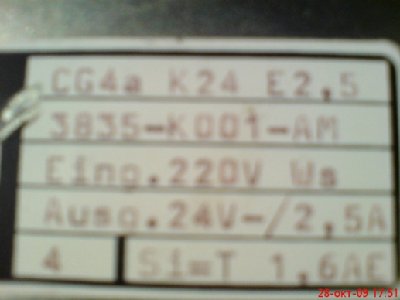 CG4a K24 E2,5
3835-K001-AM
Eing.220V Ws
Ausg.24V-/2,5A
4 Si=T 1,6AE
28-окт-09 17:51